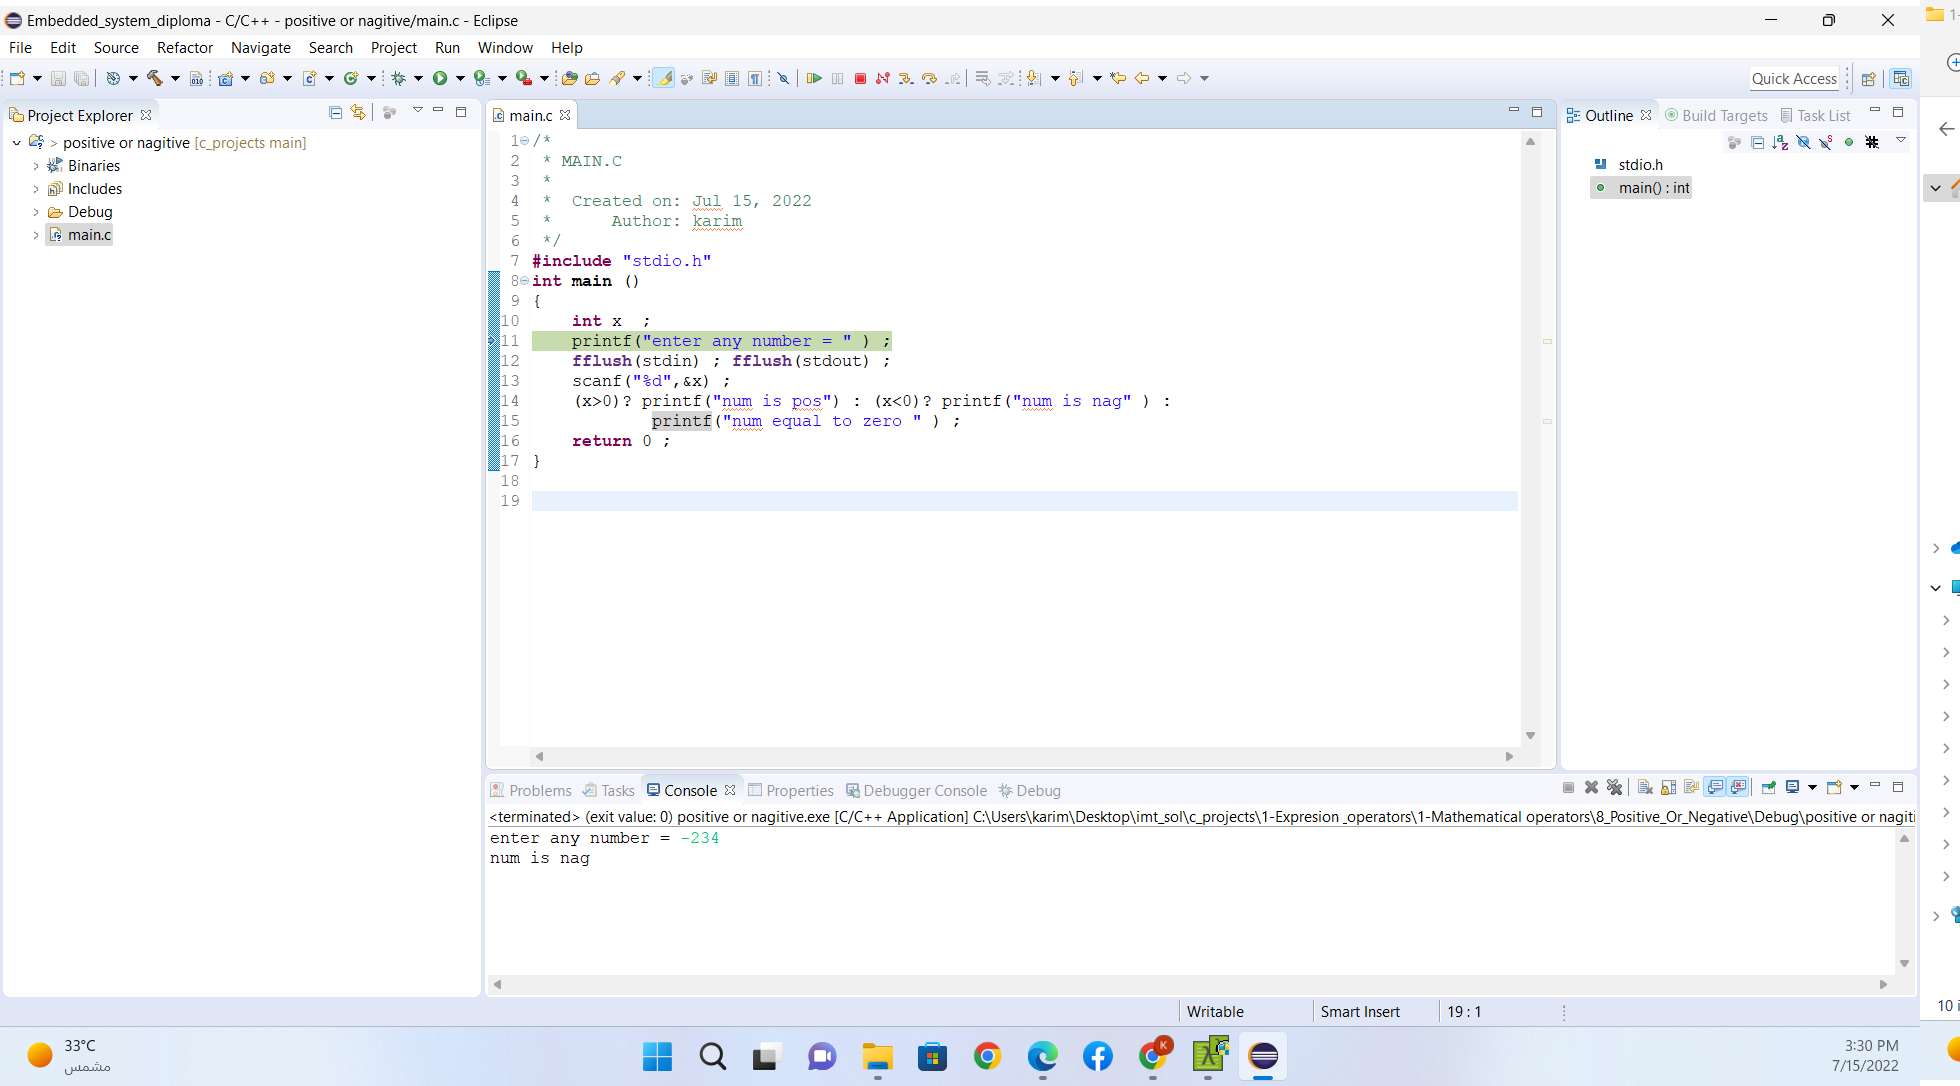 Embedded_system_diploma - C/C++ - positive or nagitive/main.c - Eclipse
File Edit Source Refactor Navigate Search Project Run Window Help
Quick Access
Project Explorer
> positive or nagitive [c_projects main]
Binaries
Includes
Debug
main.c
main.c
1 /*
2 * MAIN.C
3 *
4 * Created on: Jul 15, 2022
5 * Author: karim
6 */
7 #include "stdio.h"
8 int main ()
9 {
10 int x ;
11 printf("enter any number = " ) ;
12 fflush(stdin) ; fflush(stdout) ;
13 scanf("%d",&x) ;
14 (x>0)? printf("num is pos") : (x<0)? printf("num is nag" ) :
15 printf("num equal to zero " ) ;
16 return 0 ;
17 }
18
19
Outline Build Targets Task List
stdio.h
main() : int
Problems Tasks Console Properties Debugger Console Debug
<terminated> (exit value: 0) positive or nagitive.exe [C/C++ Application] C:\Users\karim\Desktop\imt_sol\c_projects\1-Expresion _operators\1-Mathematical operators\8_Positive_Or_Negative\Debug\positive or nagiti
enter any number = -234
num is nag
Writable Smart Insert 19 : 1
10 i
33°C
مشمس
K
3:30 PM
7/15/2022